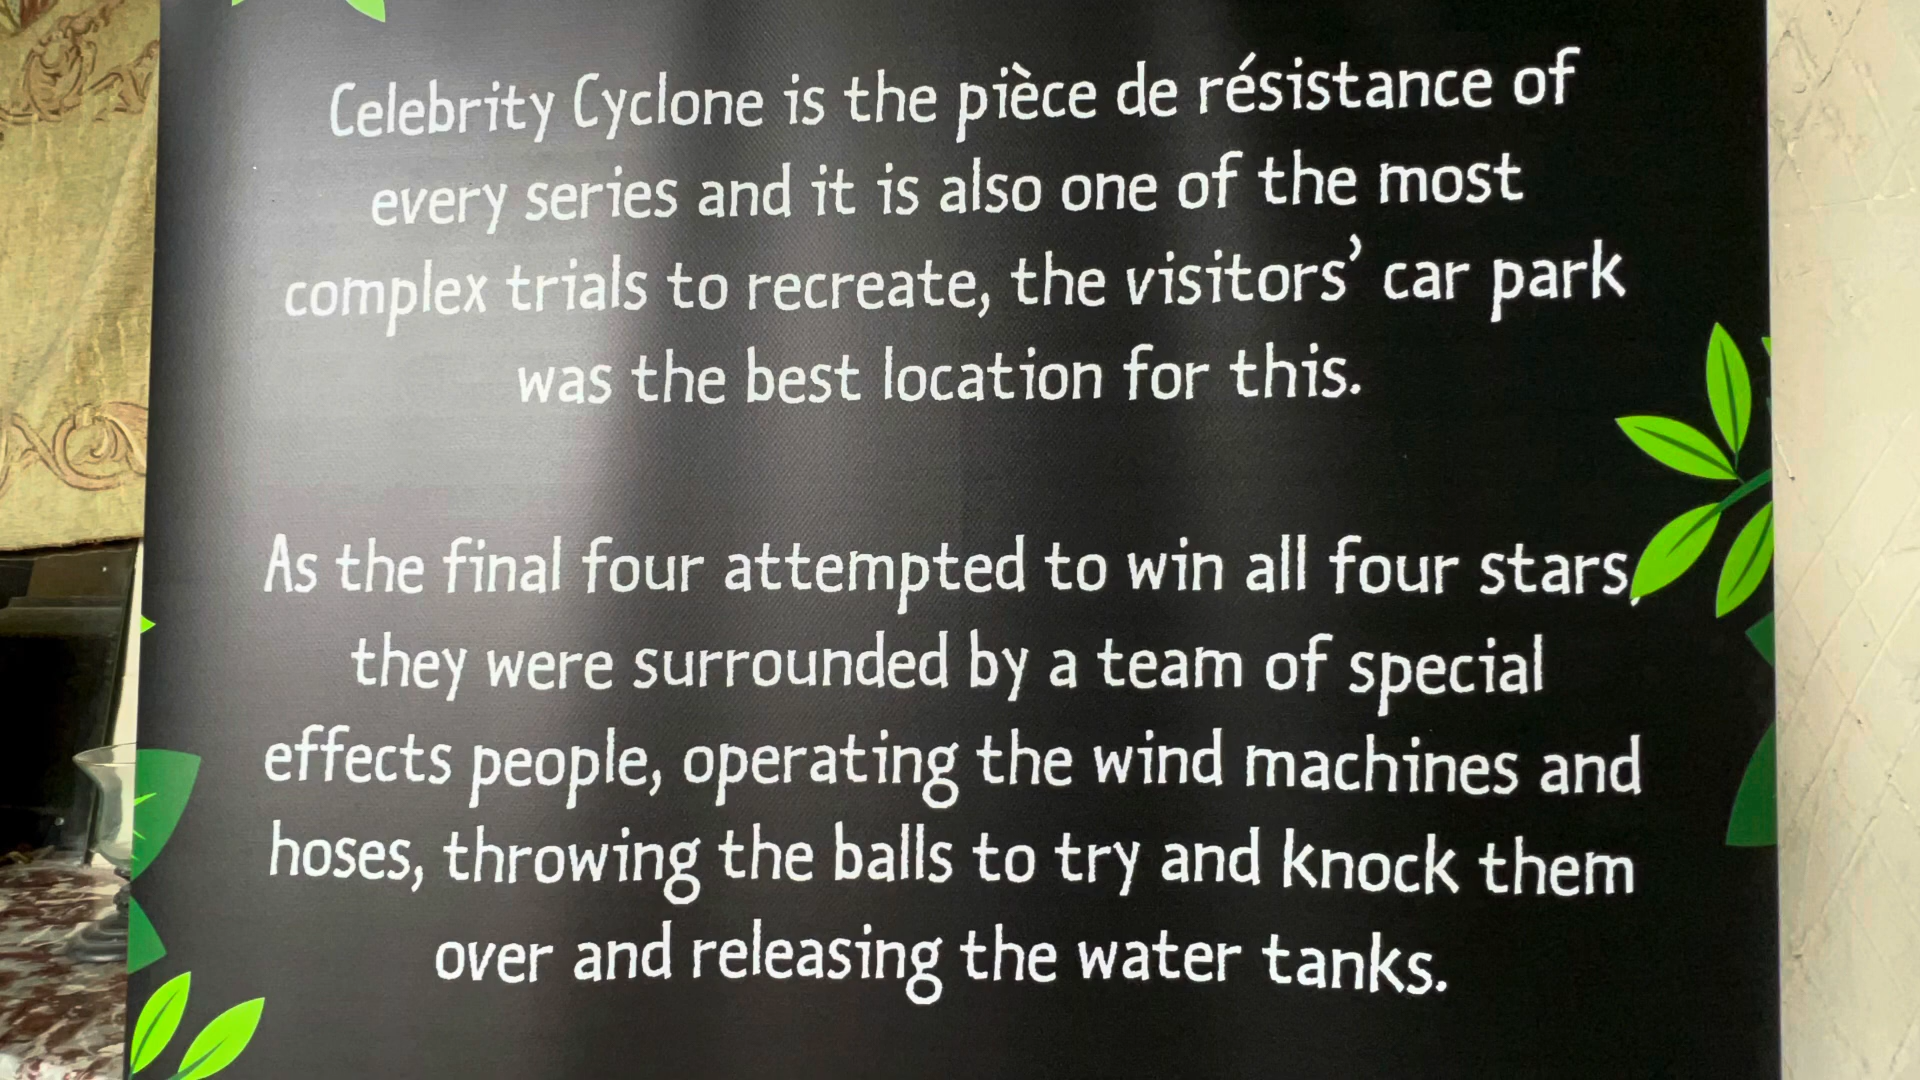 Celebrity Cyclone is the pièce de résistance of
every series and it is also one of the most
complex trials to recreate, the visitors’ car park
was the best location for this.
As the final four attempted to win all four stars,
they were surrounded by a team of special
effects people, operating the wind machines and
hoses, throwing the balls to try and knock them
over and releasing the water tanks.